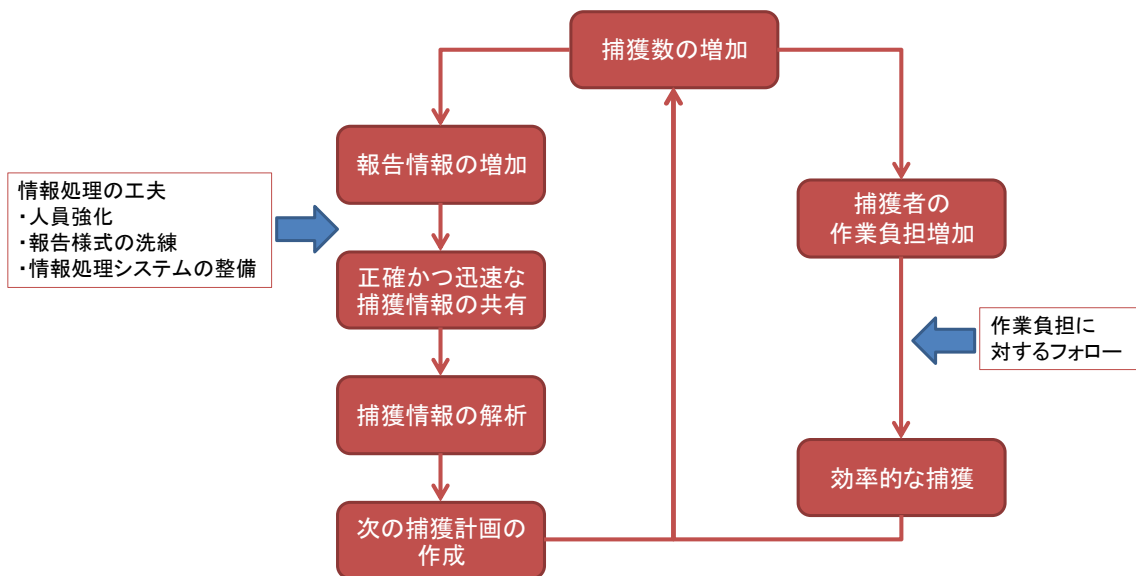 捕獲数の増加
報告情報の増加
情報処理の工夫
・人員強化
・報告様式の洗練
・情報処理システムの整備
捕獲者の
作業負担増加
正確かつ迅速な
捕獲情報の共有
作業負担に
対するフォロー
捕獲情報の解析
効率的な捕獲
次の捕獲計画の
作成